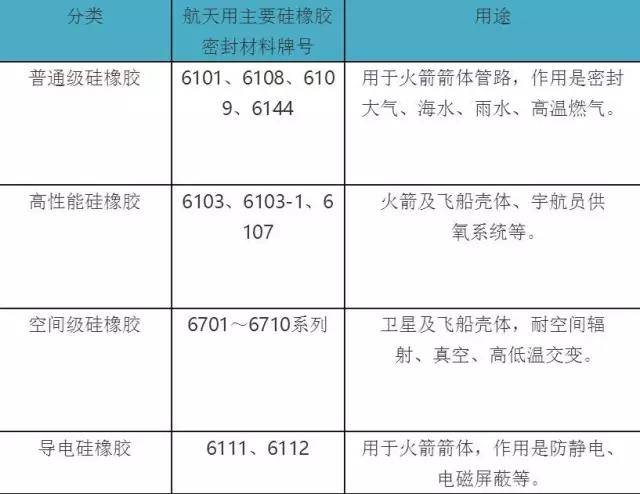 分类
航天用主要硅橡胶
密封材料牌号
用途
普通级硅橡胶
6101、6108、610
9、6144
用于火箭箭体管路，作用是密封
大气、海水、雨水、高温燃气。
高性能硅橡胶
6103、6103-1、6
107
火箭及飞船壳体、宇航员供
氧系统等。
空间级硅橡胶
6701～6710系列
卫星及飞船壳体，耐空间辐
射、真空、高低温交变。
导电硅橡胶
6111、6112
用于火箭箭体，作用是防静电、
电磁屏蔽等。